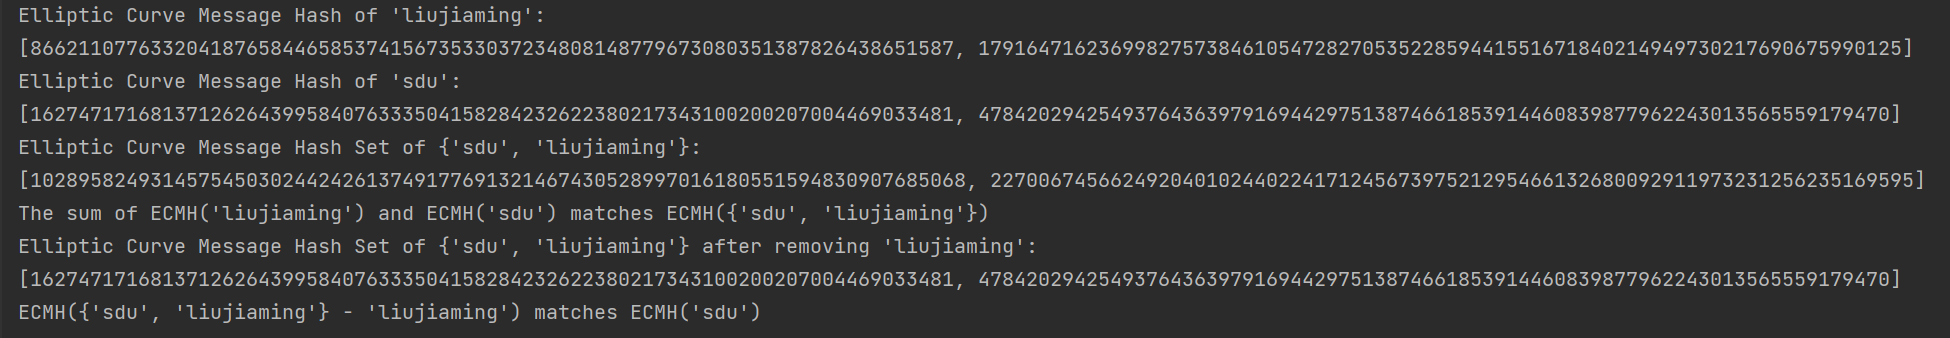 Elliptic Curve Message Hash of 'liujiaming':
[86621107763320418765844658537415673533037234808148779673080351387826438651587, 17916471623699827573846105472827053522859441551671840214949730217690675990125]
Elliptic Curve Message Hash of 'sdu':
[16274717168137126264399584076333504158284232622380217343100200207004469033481, 47842029425493764363979169442975138746618539144608398779622430135655591​79470]
Elliptic Curve Message Hash Set of {'sdu', 'liujiaming'}:
[102895824931457545030244242613749177691321467430528997016180551594830907685068, 22700674566249204010244022417124567397521295466132680092911973231256235169595]
The sum of ECMH('liujiaming') and ECMH('sdu') matches ECMH({'sdu', 'liujiaming'})
Elliptic Curve Message Hash Set of {'sdu', 'liujiaming'} after removing 'liujiaming':
[16274717168137126264399584076333504158284232622380217343100200207004469033481, 47842029425493764363979169442975138746618539144608398779622430135655559179470]
ECMH({'sdu', 'liujiaming'} - 'liujiaming') matches ECMH('sdu')